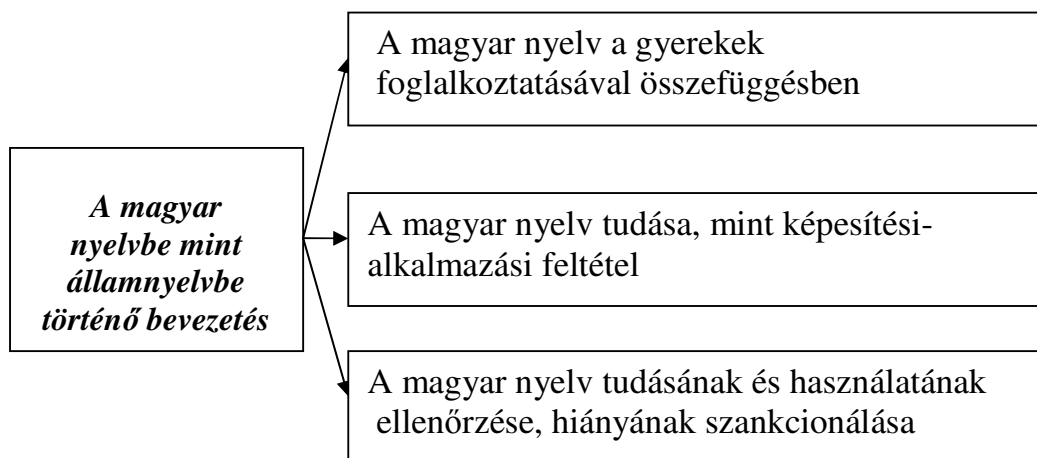 A magyar nyelv a gyerekek
foglalkoztatásával összefüggésben
A magyar
nyelvbe mint
államnyelvbe
történő bevezetés
A magyar nyelv tudása, mint képesítési-
alkalmazási feltétel
A magyar nyelv tudásának és használatának
ellenőrzése, hiányának szankcionálása